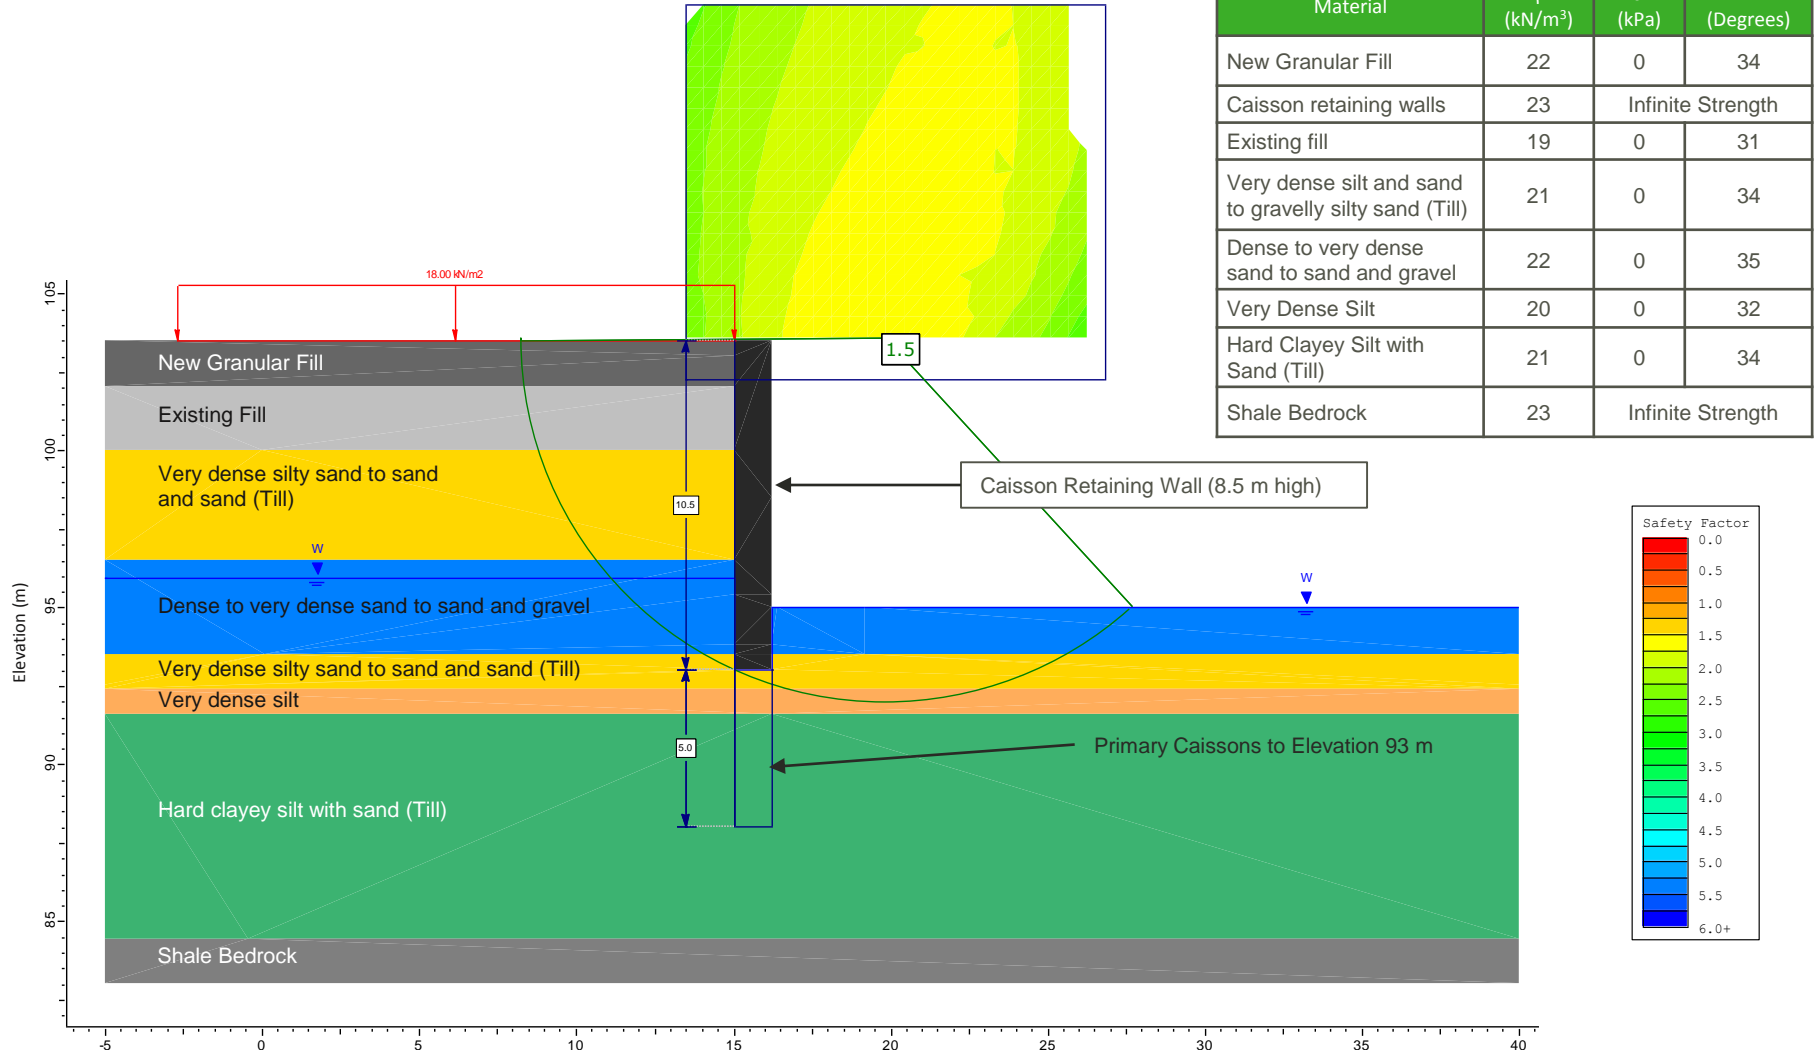 Material
(kN/m³)
(kPa)
(Degrees)
New Granular Fill 22 0 34
Caisson retaining walls 23 Infinite Strength
Existing fill 19 0 31
Very dense silt and sand
to gravelly silty sand (Till) 21 0 34
Dense to very dense
sand to sand and gravel 22 0 35
Very Dense Silt 20 0 32
Hard Clayey Silt with
Sand (Till) 21 0 34
Shale Bedrock 23 Infinite Strength
18.00 kN/m2
1.5
New Granular Fill
Existing Fill
Very dense silty sand to sand
and sand (Till)
10.5
Caisson Retaining Wall (8.5 m high)
W
W
Dense to very dense sand to sand and gravel
Very dense silty sand to sand and sand (Till)
Very dense silt
5.0
Primary Caissons to Elevation 93 m
Hard clayey silt with sand (Till)
Shale Bedrock
Elevation (m)
105
100
95
90
85
-5 0 5 10 15 20 25 30 35 40
Safety Factor
0.0
0.5
1.0
1.5
2.0
2.5
3.0
3.5
4.0
4.5
5.0
5.5
6.0+